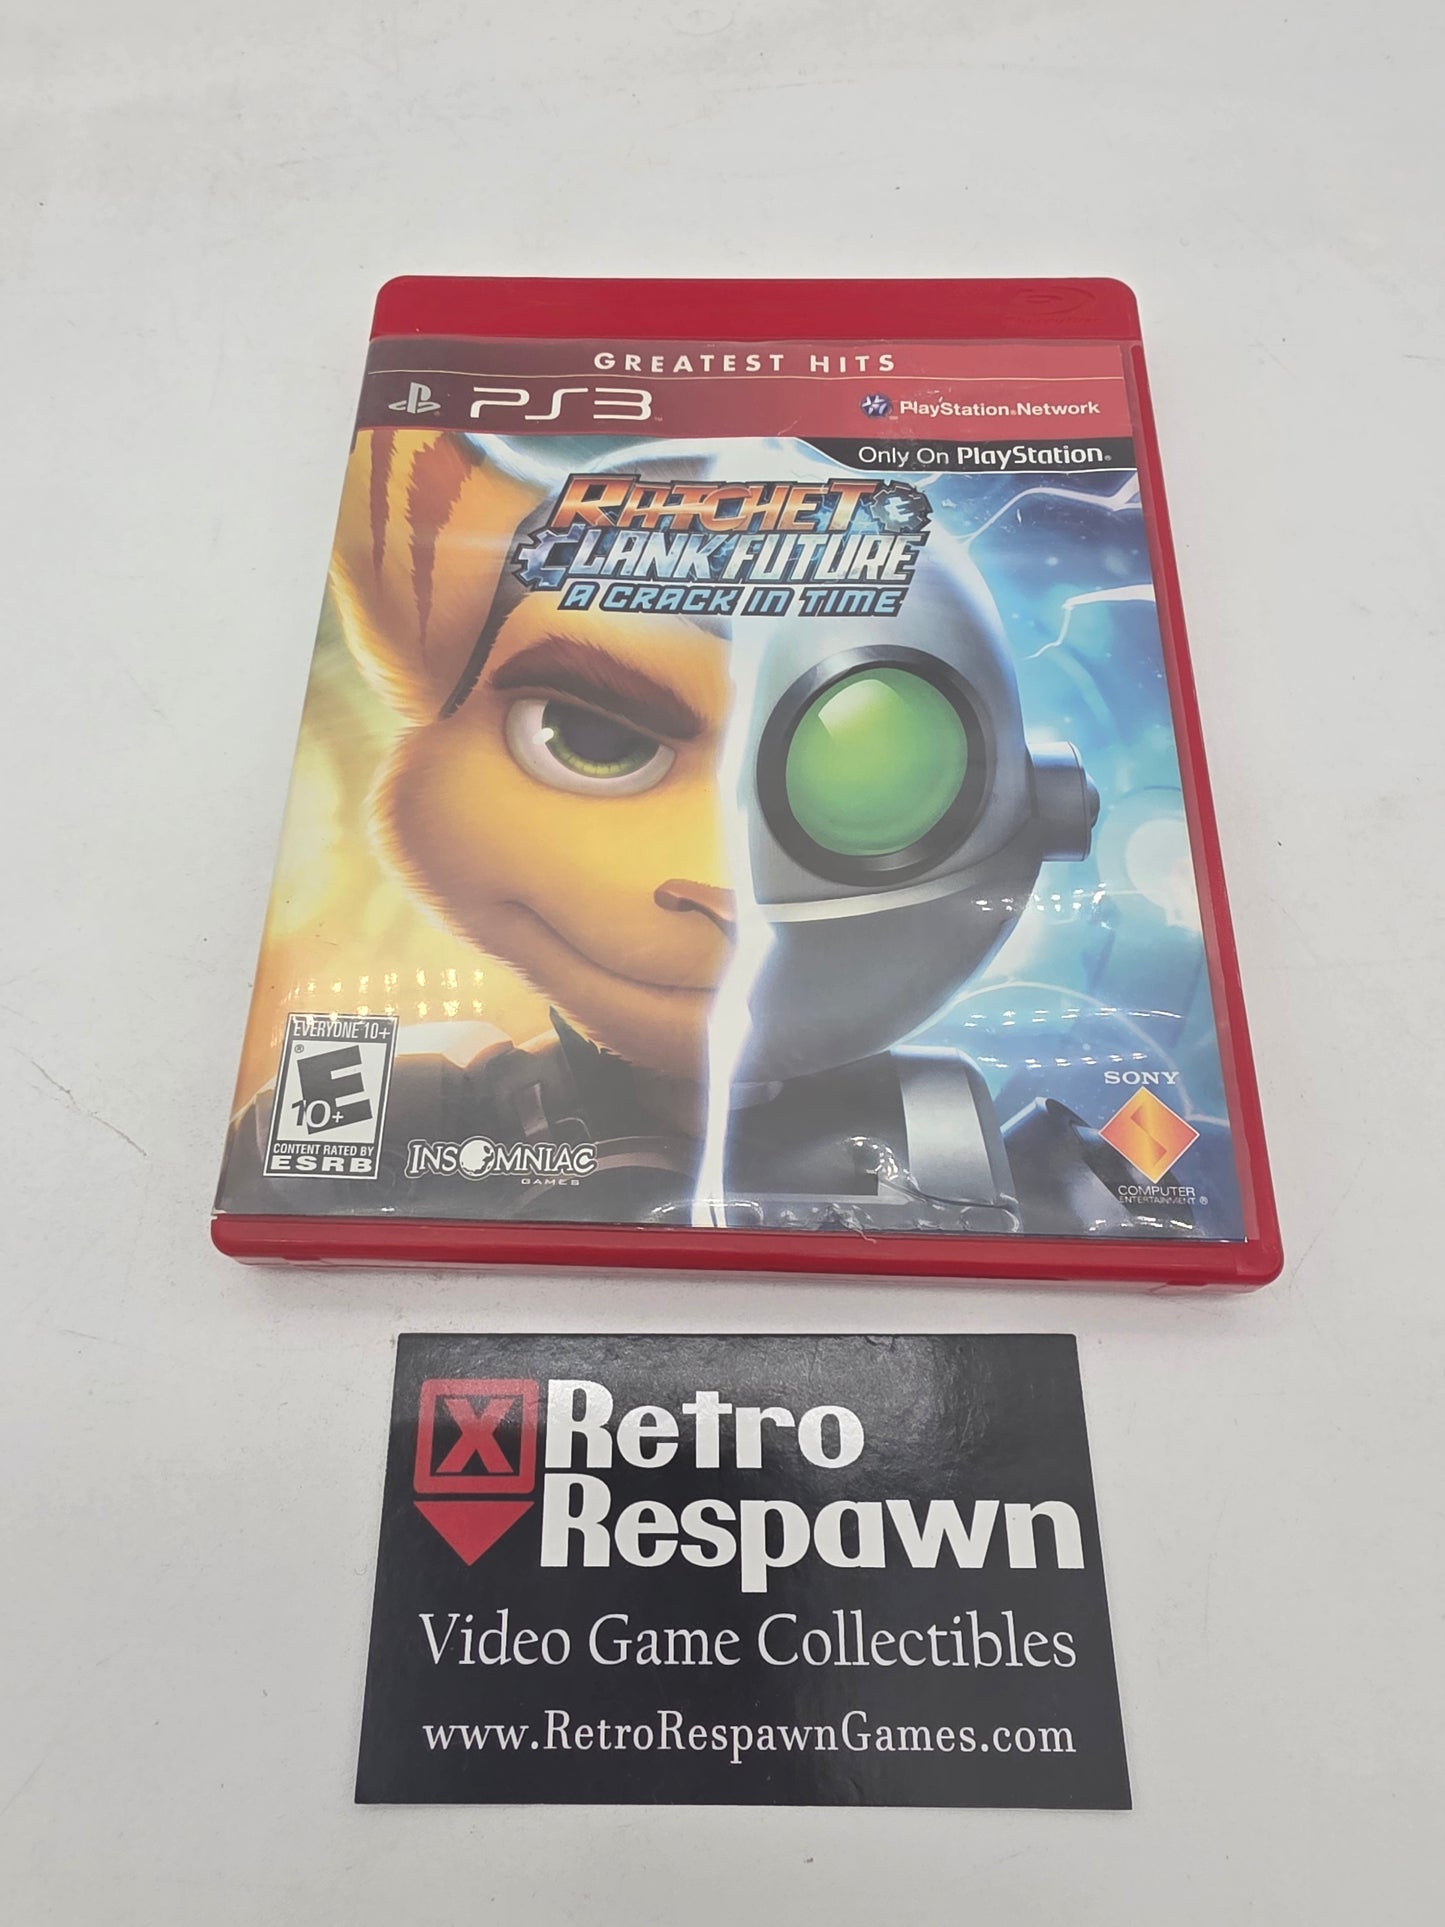 GREATEST HITS
PS3 PlayStation®Network
Only On PlayStation®
RATCHET &
CLANK FUTURE
A CRACK IN TIME
EVERYONE 10+
E
10+
CONTENT RATED BY
ESRB
INSOMNIAC
GAMES
SONY
COMPUTER
ENTERTAINMENT®
X Retro
Respawn
Video Game Collectibles
www.RetroRespawnGames.com